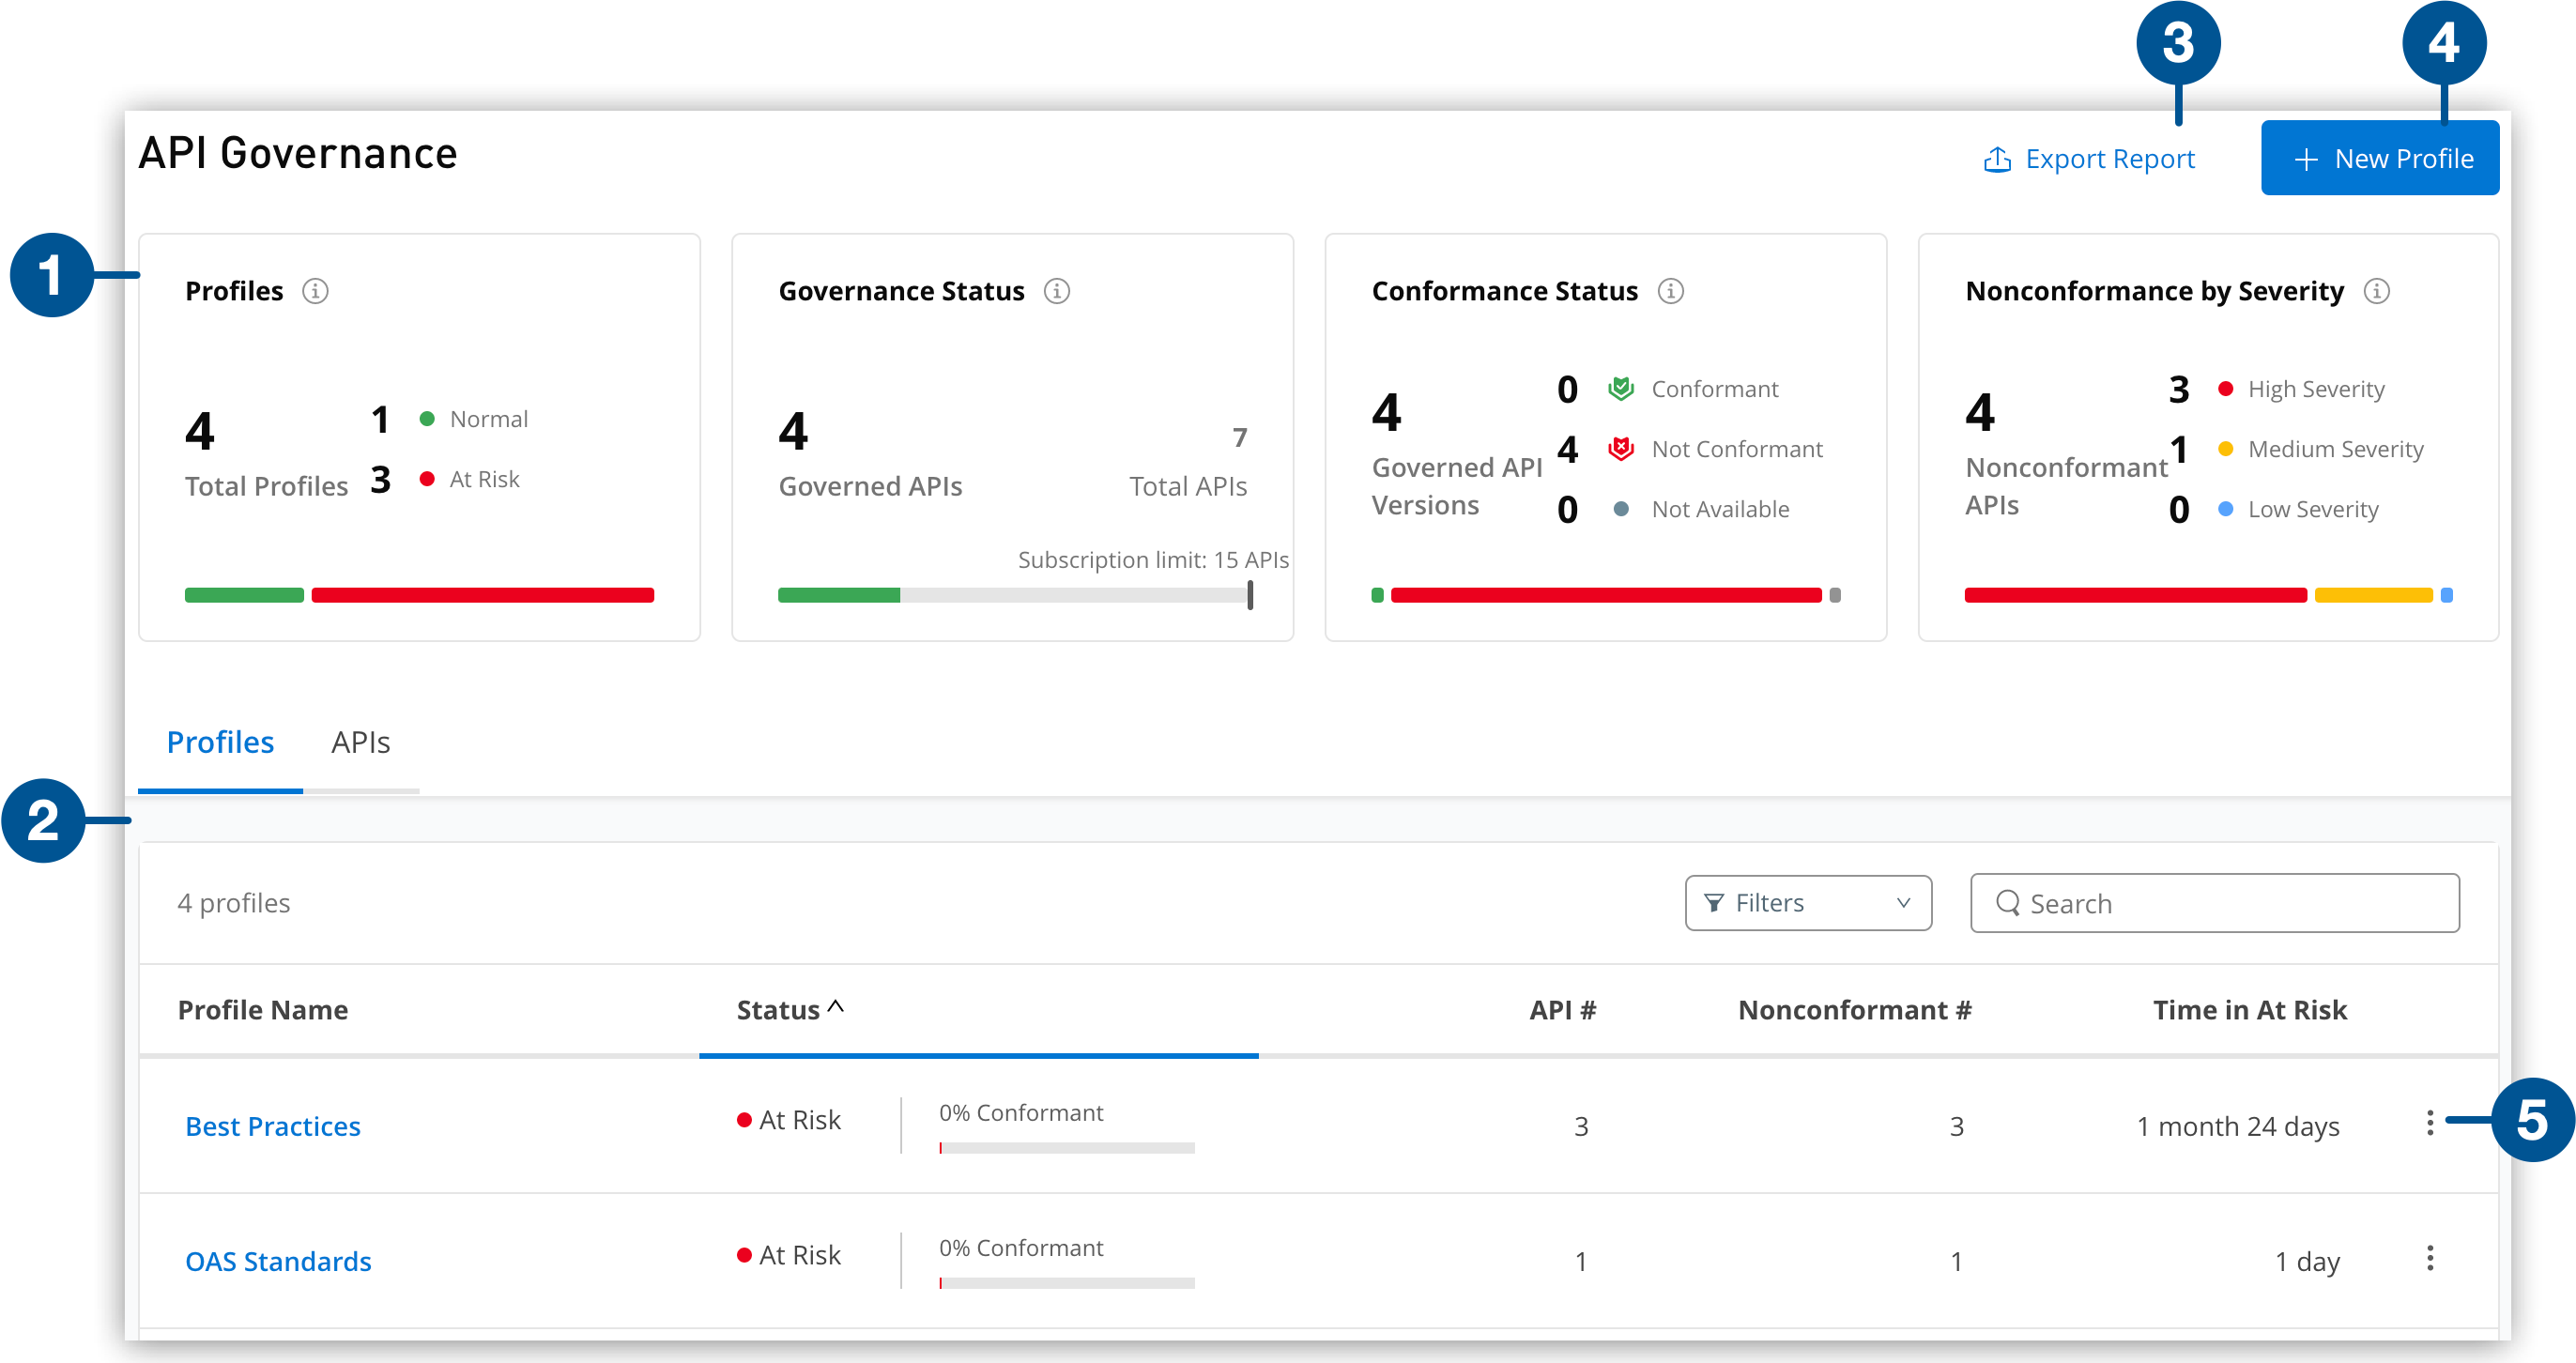 3
4
API Governance
Export Report
New Profile
1
Profiles
4
Total Profiles
1 Normal
3 At Risk
Governance Status
4
Governed APIs
7
Total APIs
Subscription limit: 15 APIs
Conformance Status
4
Governed API
Versions
0 Conformant
4 Not Conformant
0 Not Available
Nonconformance by Severity
4
Nonconformant
APIs
3 High Severity
1 Medium Severity
0 Low Severity
Profiles APIs
2
4 profiles
Filters
Search
Profile Name Status API # Nonconformant # Time in At Risk
Best Practices At Risk 0% Conformant 3 3 1 month 24 days
5
OAS Standards At Risk 0% Conformant 1 1 1 day